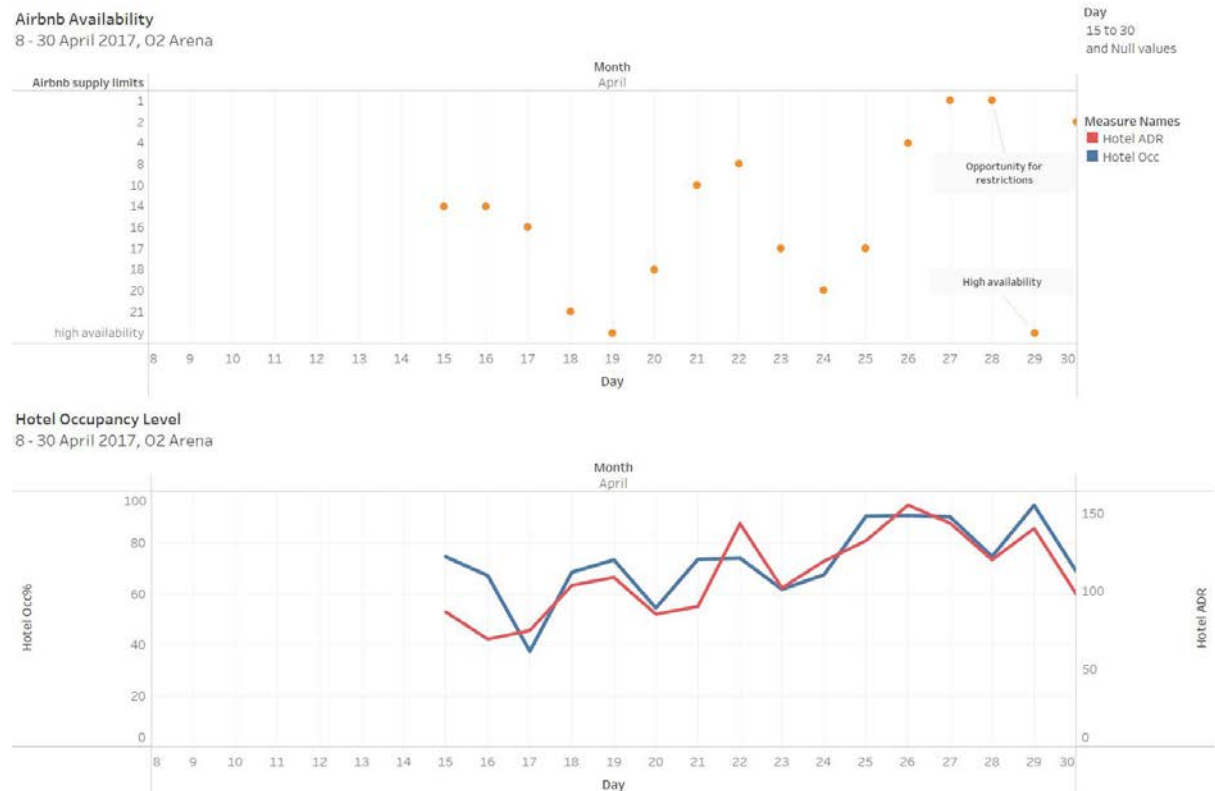 Airbnb Availability
8 - 30 April 2017, O2 Arena
Day
15 to 30
and Null values
Month
April
Airbnb supply limits
1
2
4
8
10
14
16
17
18
20
21
high availability
Measure Names
Hotel ADR
Hotel Occ
Opportunity for
restrictions
High availability
8 9 10 11 12 13 14 15 16 17 18 19 20 21 22 23 24 25 26 27 28 29 30
Day
Hotel Occupancy Level
8 - 30 April 2017, O2 Arena
Month
April
Hotel Occ%
100
80
60
40
20
0
150
100
50
0
Hotel ADR
8 9 10 11 12 13 14 15 16 17 18 19 20 21 22 23 24 25 26 27 28 29 30
Day